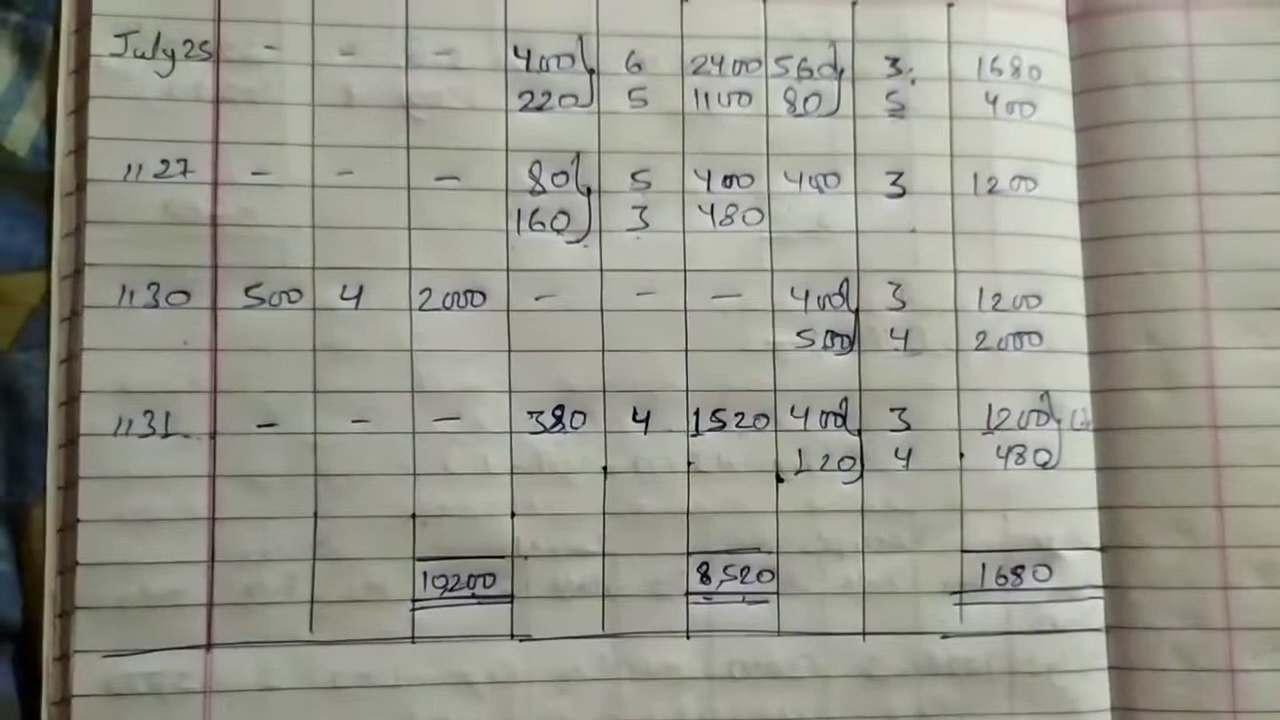 July 25 - - - 400 6 2400 560 3 1680
220 5 1100 80 5 400
" 27 - - - 80 5 400 400 3 1200
160 3 480
" 30 500 4 2000 - - - 400 3 1200
500 4 2000
" 31 - - - 380 4 1520 400 3 1200
120 4 480
10200 8,520 1680